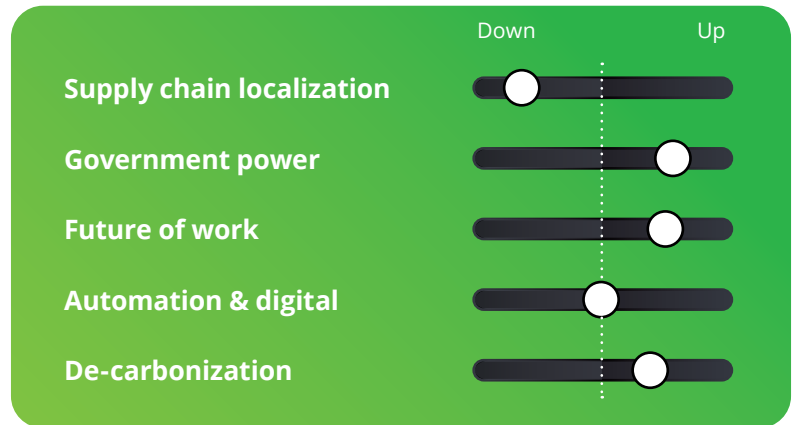 Down Up
Supply chain localization
Government power
Future of work
Automation & digital
De-carbonization